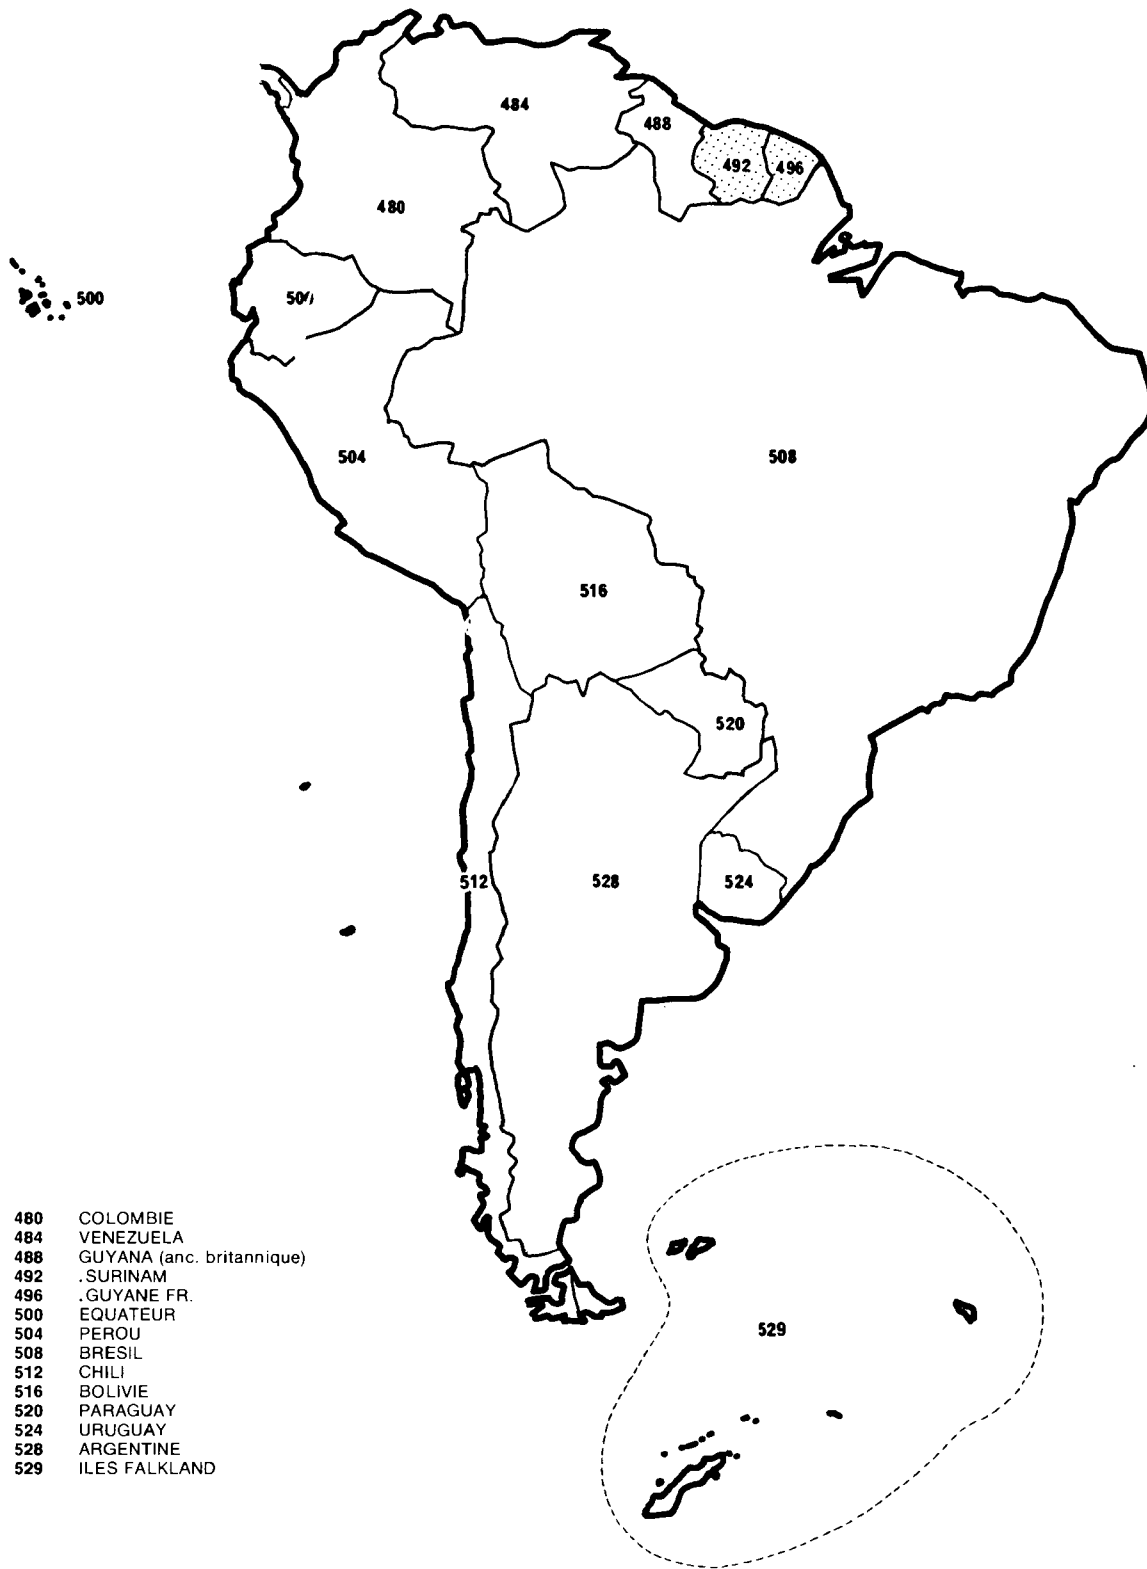 484
488
492
496
480
500
500
504
508
516
520
512
528
524
529
480 COLOMBIE
484 VENEZUELA
488 GUYANA (anc. britannique)
492 .SURINAM
496 .GUYANE FR.
500 EQUATEUR
504 PEROU
508 BRESIL
512 CHILI
516 BOLIVIE
520 PARAGUAY
524 URUGUAY
528 ARGENTINE
529 ILES FALKLAND